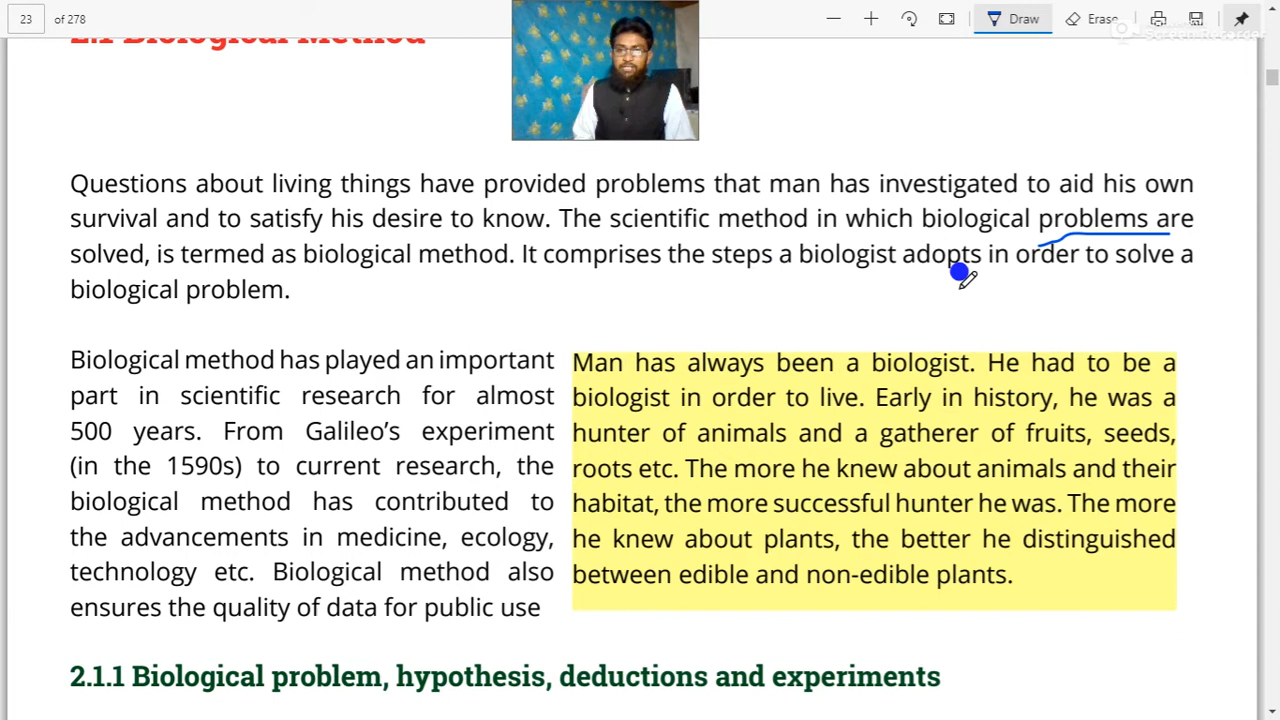 23 of 278 Draw Erase
2.1 Biological Method
Questions about living things have provided problems that man has investigated to aid his own
survival and to satisfy his desire to know. The scientific method in which biological problems are
solved, is termed as biological method. It comprises the steps a biologist adopts in order to solve a
biological problem.
Biological method has played an important
part in scientific research for almost
500 years. From Galileo’s experiment
(in the 1590s) to current research, the
biological method has contributed to
the advancements in medicine, ecology,
technology etc. Biological method also
ensures the quality of data for public use
Man has always been a biologist. He had to be a
biologist in order to live. Early in history, he was a
hunter of animals and a gatherer of fruits, seeds,
roots etc. The more he knew about animals and their
habitat, the more successful hunter he was. The more
he knew about plants, the better he distinguished
between edible and non-edible plants.
2.1.1 Biological problem, hypothesis, deductions and experiments